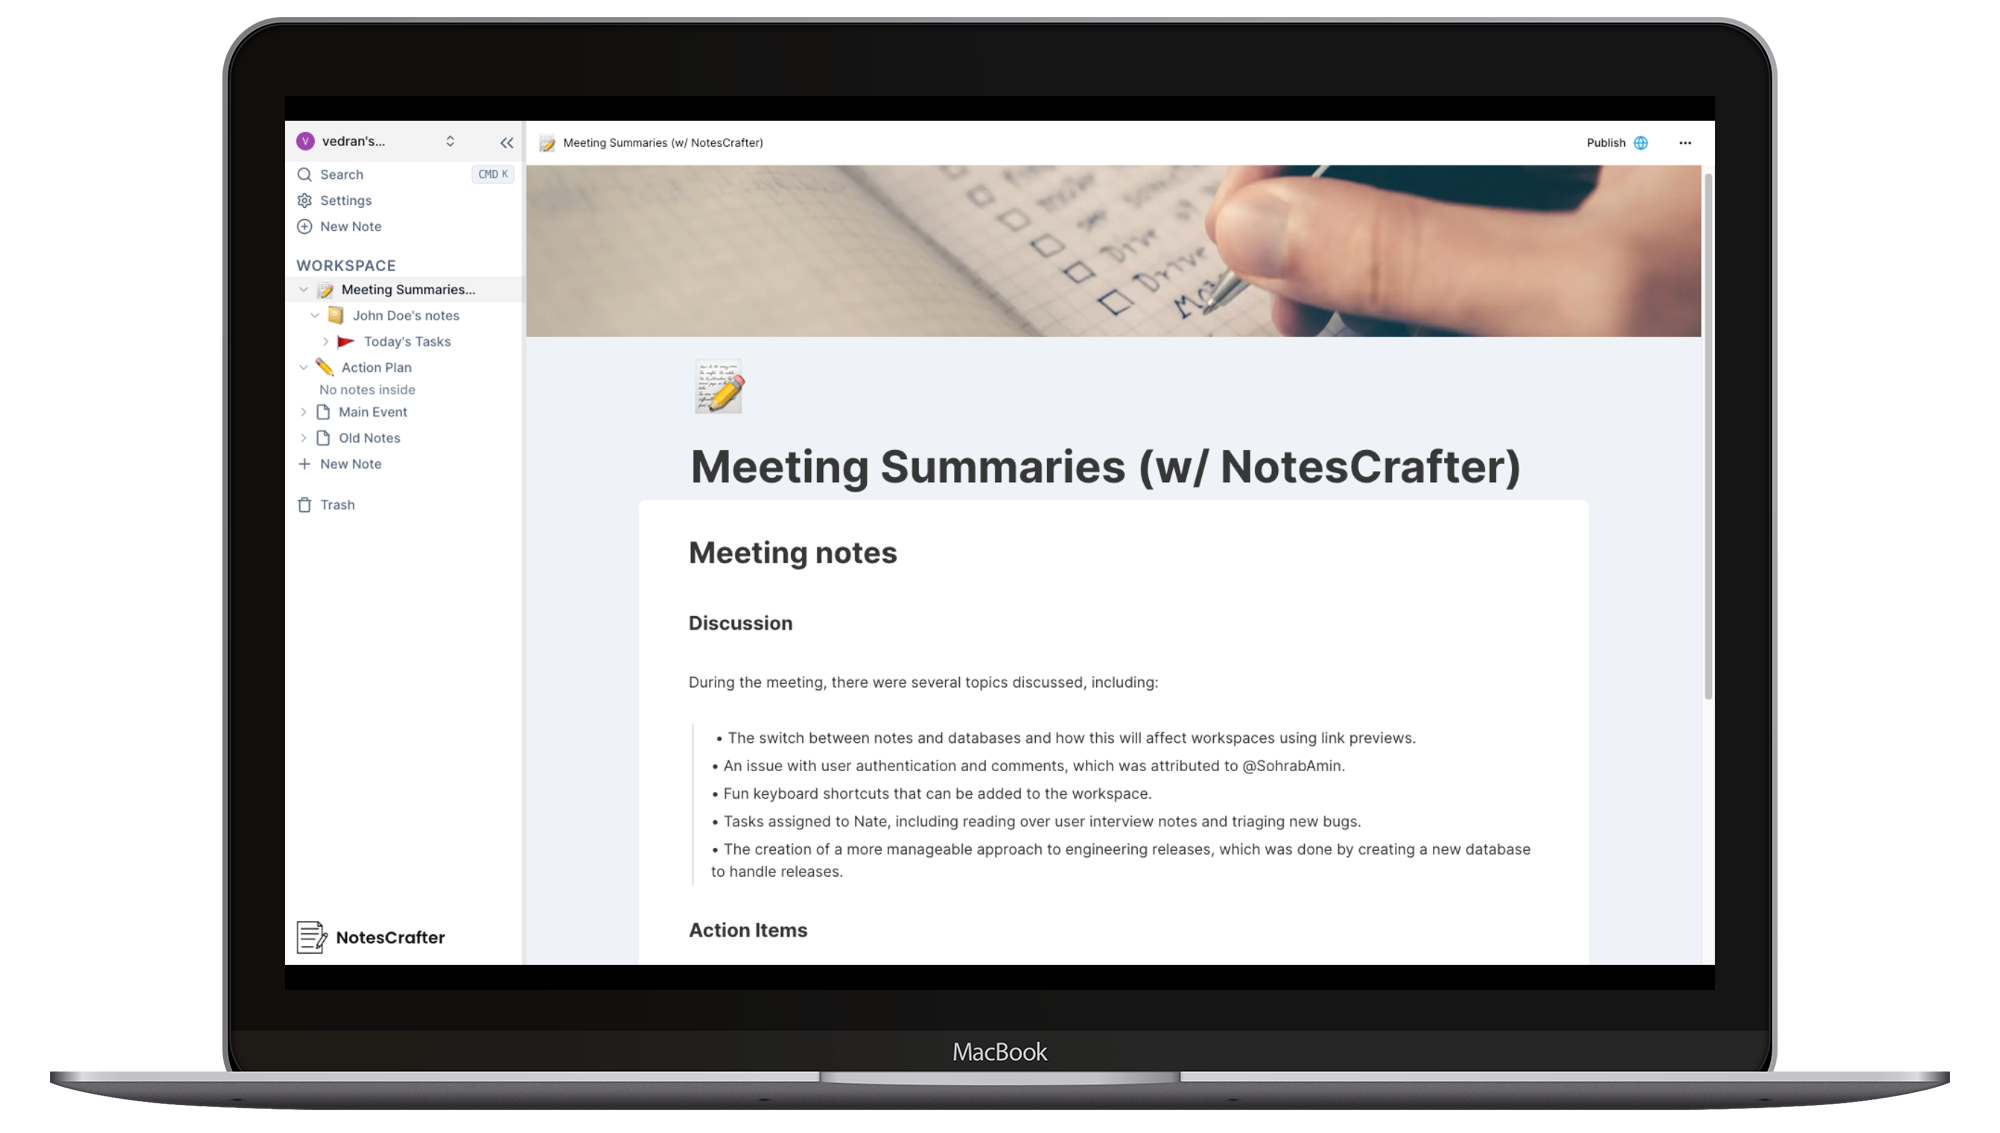 vedran's...
Search
CMD K
Settings
New Note
WORKSPACE
Meeting Summaries...
John Doe's notes
Today's Tasks
Action Plan
No notes inside
Main Event
Old Notes
New Note
Trash
NotesCrafter
Meeting Summaries (w/ NotesCrafter)
Publish
Drive
Drive
Meeting Summaries (w/ NotesCrafter)
Meeting notes
Discussion
During the meeting, there were several topics discussed, including:
• The switch between notes and databases and how this will affect workspaces using link previews.
• An issue with user authentication and comments, which was attributed to @SohrabAmin.
• Fun keyboard shortcuts that can be added to the workspace.
• Tasks assigned to Nate, including reading over user interview notes and triaging new bugs.
• The creation of a more manageable approach to engineering releases, which was done by creating a new database
to handle releases.
Action Items
MacBook